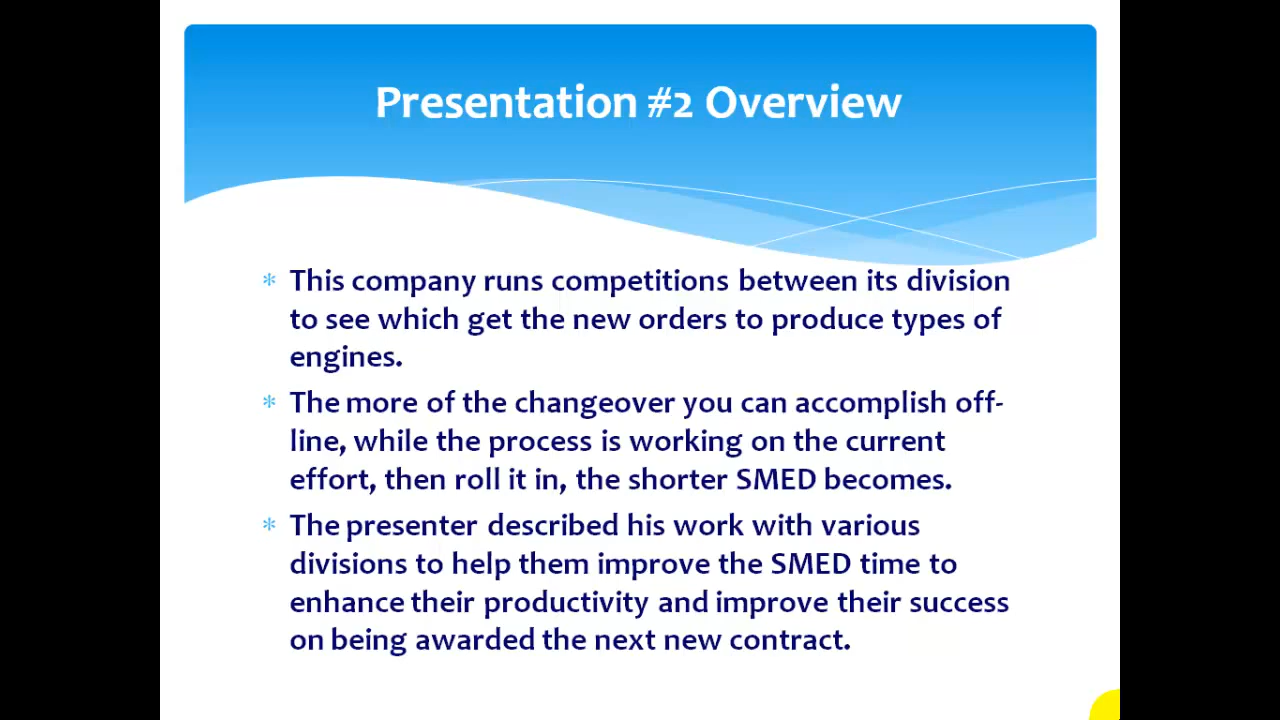 Presentation #2 Overview
* This company runs competitions between its division
to see which get the new orders to produce types of
engines.
* The more of the changeover you can accomplish off-
line, while the process is working on the current
effort, then roll it in, the shorter SMED becomes.
* The presenter described his work with various
divisions to help them improve the SMED time to
enhance their productivity and improve their success
on being awarded the next new contract.